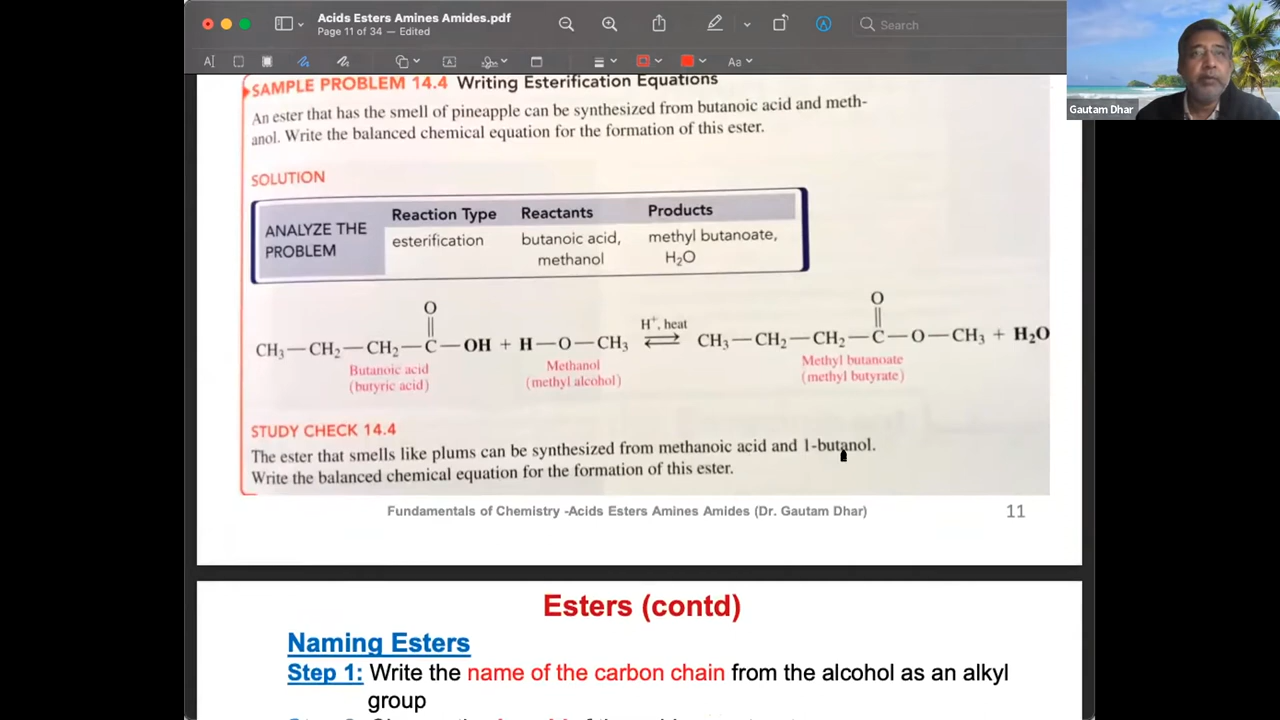 Acids Esters Amines Amides.pdf
Page 11 of 34 — Edited
Search
Aa
Gautam Dhar
SAMPLE PROBLEM 14.4 Writing Esterification Equations
An ester that has the smell of pineapple can be synthesized from butanoic acid and meth-
anol. Write the balanced chemical equation for the formation of this ester.
SOLUTION
ANALYZE THE PROBLEM
Reaction Type Reactants Products
esterification butanoic acid, methyl butanoate,
methanol H₂O
O O
CH₃—CH₂—CH₂—C—OH + H—O—CH₃ H⁺, heat ⇌ CH₃—CH₂—CH₂—C—O—CH₃ + H₂O
Butanoic acid Methanol Methyl butanoate
(butyric acid) (methyl alcohol) (methyl butyrate)
STUDY CHECK 14.4
The ester that smells like plums can be synthesized from methanoic acid and 1-butanol.
Write the balanced chemical equation for the formation of this ester.
Fundamentals of Chemistry -Acids Esters Amines Amides (Dr. Gautam Dhar) 11
Esters (contd)
Naming Esters
Step 1: Write the name of the carbon chain from the alcohol as an alkyl
group